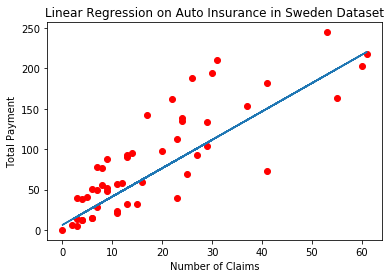 Linear Regression on Auto Insurance in Sweden Dataset
250
200
150
100
50
0
Total Payment
0 10 20 30 40 50 60
Number of Claims